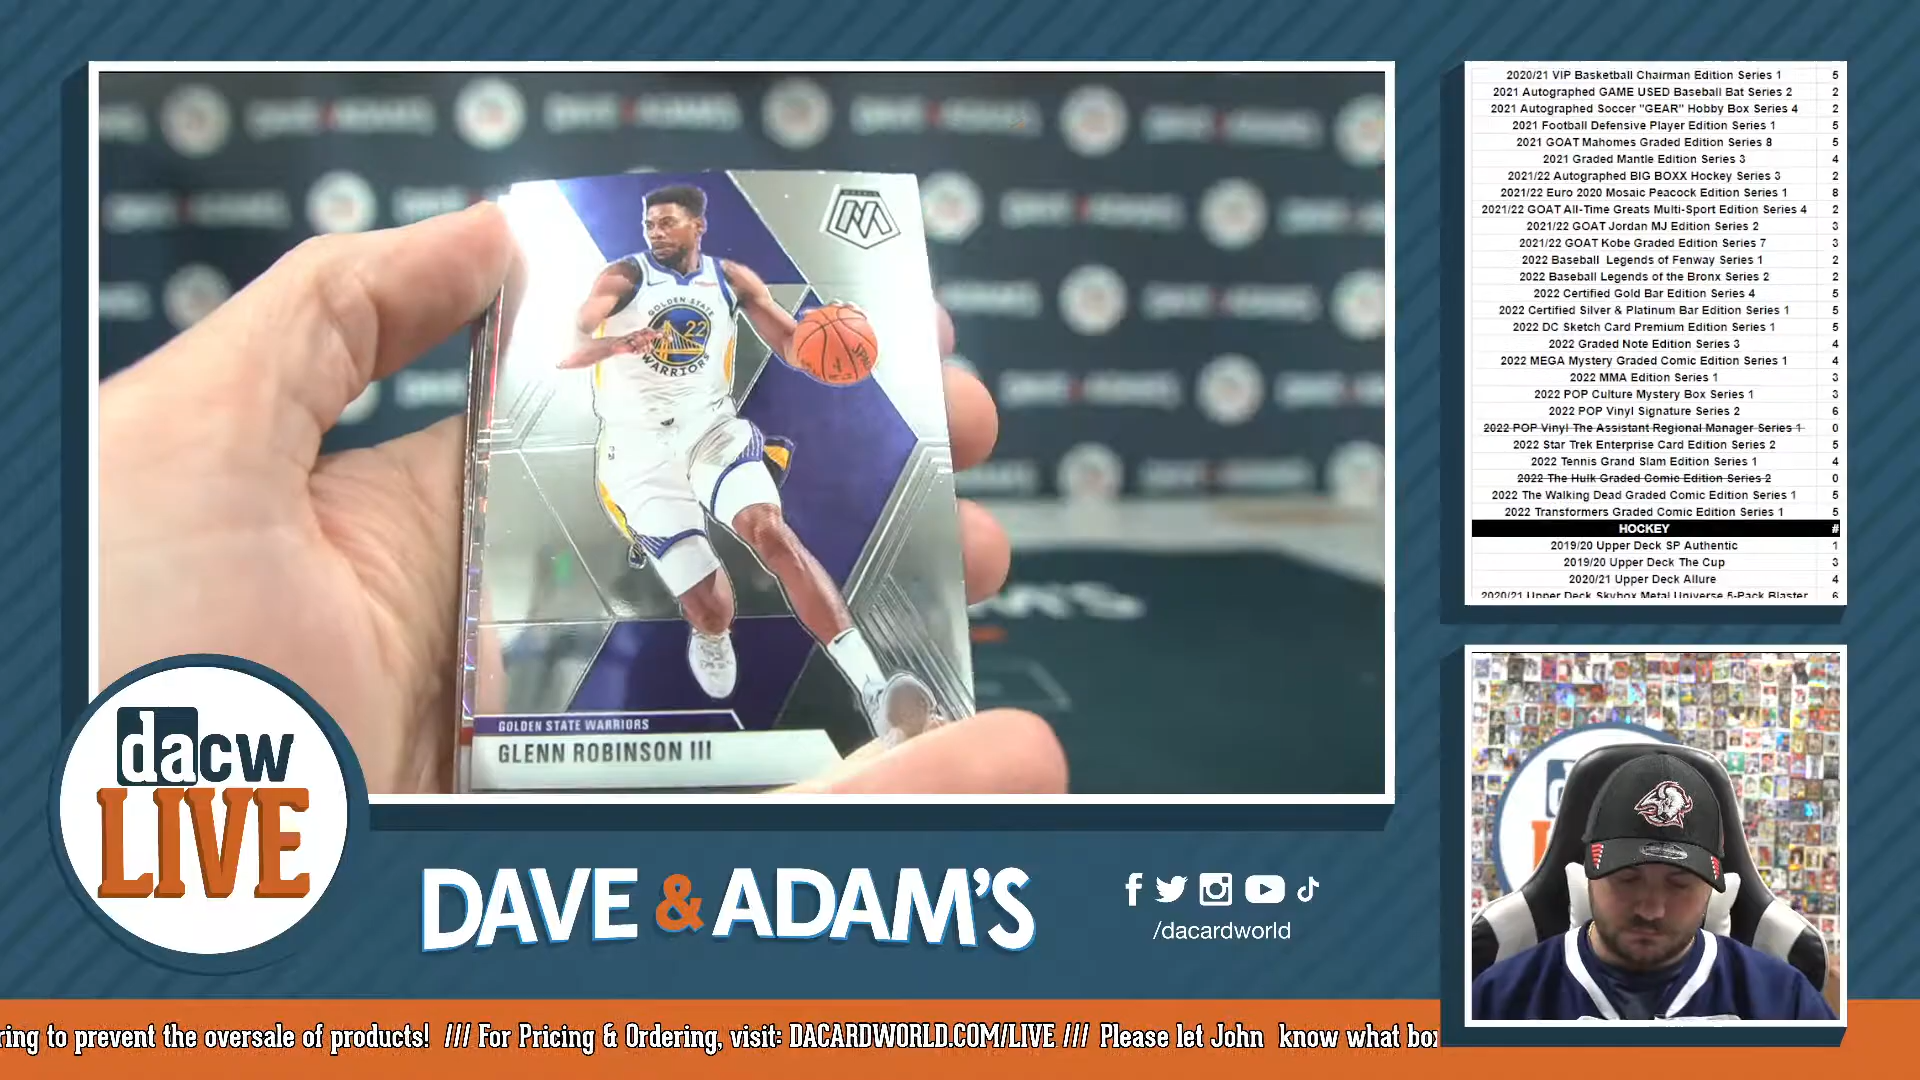 GOLDEN STATE
22
WARRIORS
GOLDEN STATE WARRIORS
GLENN ROBINSON III
dacw
LIVE
DAVE & ADAM'S
/dacardworld
ring to prevent the oversale of products! /// For Pricing & Ordering, visit: DACARDWORLD.COM/LIVE /// Please let John know what box
2020/21 VIP Basketball Chairman Edition Series 1 5
2021 Autographed GAME USED Baseball Bat Series 2 2
2021 Autographed Soccer "GEAR" Hobby Box Series 4 2
2021 Football Defensive Player Edition Series 1 5
2021 GOAT Mahomes Graded Edition Series 8 5
2021 Graded Mantle Edition Series 3 4
2021/22 Autographed BIG BOXX Hockey Series 3 2
2021/22 Euro 2020 Mosaic Peacock Edition Series 1 8
2021/22 GOAT All-Time Greats Multi-Sport Edition Series 4 2
2021/22 GOAT Jordan MJ Edition Series 2 3
2021/22 GOAT Kobe Graded Edition Series 7 3
2022 Baseball Legends of Fenway Series 1 2
2022 Baseball Legends of the Bronx Series 2 2
2022 Certified Gold Bar Edition Series 4 5
2022 Certified Silver & Platinum Bar Edition Series 1 5
2022 DC Sketch Card Premium Edition Series 1 5
2022 Graded Note Edition Series 3 4
2022 MEGA Mystery Graded Comic Edition Series 1 4
2022 MMA Edition Series 1 3
2022 POP Culture Mystery Box Series 1 3
2022 POP Vinyl Signature Series 2 6
2022 POP Vinyl The Assistant Regional Manager Series 1 0
2022 Star Trek Enterprise Card Edition Series 2 5
2022 Tennis Grand Slam Edition Series 1 4
2022 The Hulk Graded Comic Edition Series 2 0
2022 The Walking Dead Graded Comic Edition Series 1 5
2022 Transformers Graded Comic Edition Series 1 5
HOCKEY #
2019/20 Upper Deck SP Authentic 1
2019/20 Upper Deck The Cup 3
2020/21 Upper Deck Allure 4
2020/21 Upper Deck Skybox Metal Universe 5-Pack Blaster 6